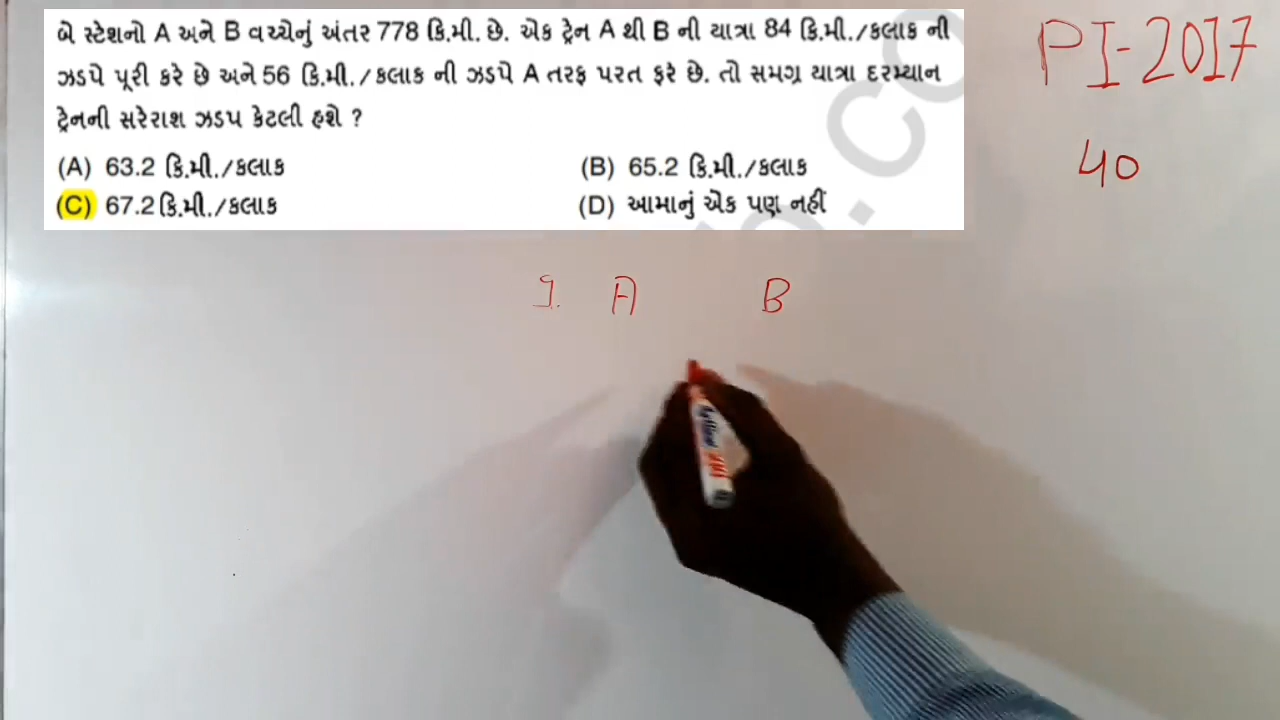 બે સ્ટેશનો A અને B વચ્ચેનું અંતર 778 કિ.મી. છે. એક ટ્રેન A થી B ની યાત્રા 84 કિ.મી./કલાક ની
ઝડપે પૂરી કરે છે અને 56 કિ.મી./કલાક ની ઝડપે A તરફ પરત ફરે છે. તો સમગ્ર યાત્રા દરમ્યાન
ટ્રેનની સરેરાશ ઝડપ કેટલી હશે ?
(A) 63.2 કિ.મી./કલાક (B) 65.2 કિ.મી./કલાક
(C) 67.2 કિ.મી./કલાક (D) આમાનું એક પણ નહીં
PI-2017
40
A B